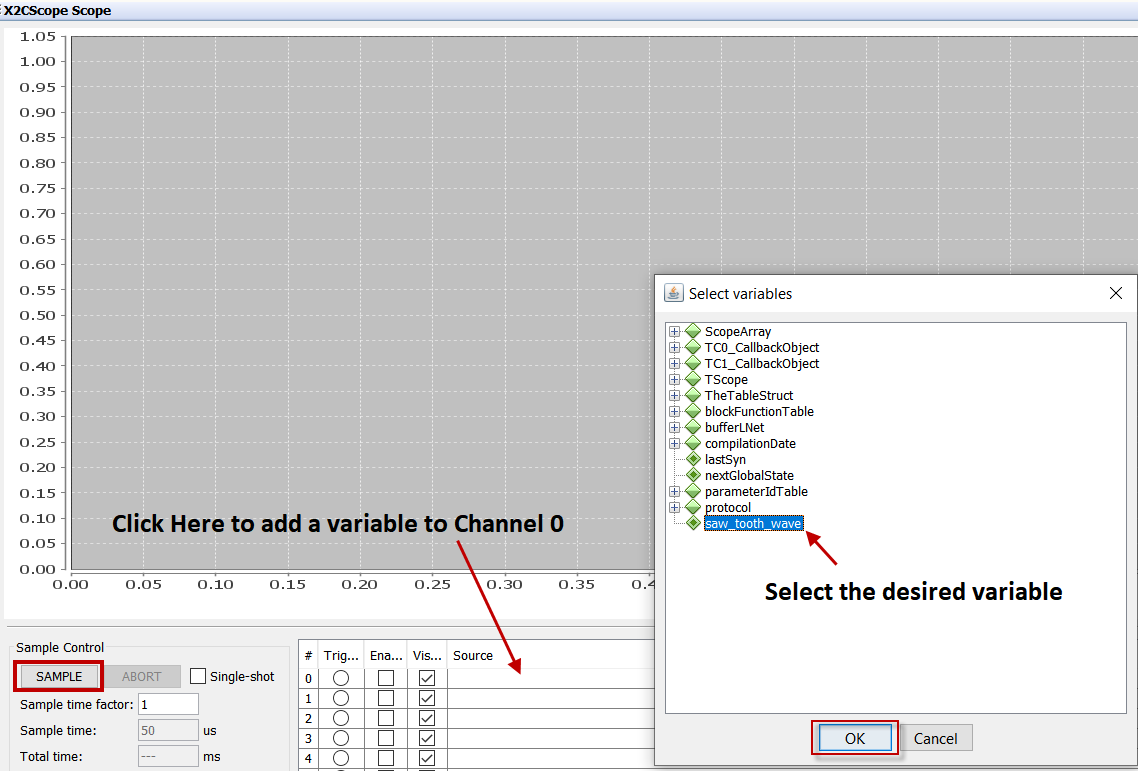 X2CScope Scope
1.05
1.00
0.95
0.90
0.85
0.80
0.75
0.70
0.65
0.60
0.55
0.50
0.45
0.40
0.35
0.30
0.25
0.20
0.15
0.10
0.05
0.00
0.00 0.05 0.10 0.15 0.20 0.25 0.30 0.35 0.4
Click Here to add a variable to Channel 0
Select variables
ScopeArray
TC0_CallbackObject
TC1_CallbackObject
TScope
TheTableStruct
blockFunctionTable
bufferLNet
compilationDate
lastSyn
nextGlobalState
parameterIdTable
protocol
saw_tooth_wave
Select the desired variable
OK Cancel
Sample Control
SAMPLE ABORT Single-shot
Sample time factor: 1
Sample time: 50 us
Total time: --- ms
# Trig... Ena... Vis... Source
0
1
2
3
4